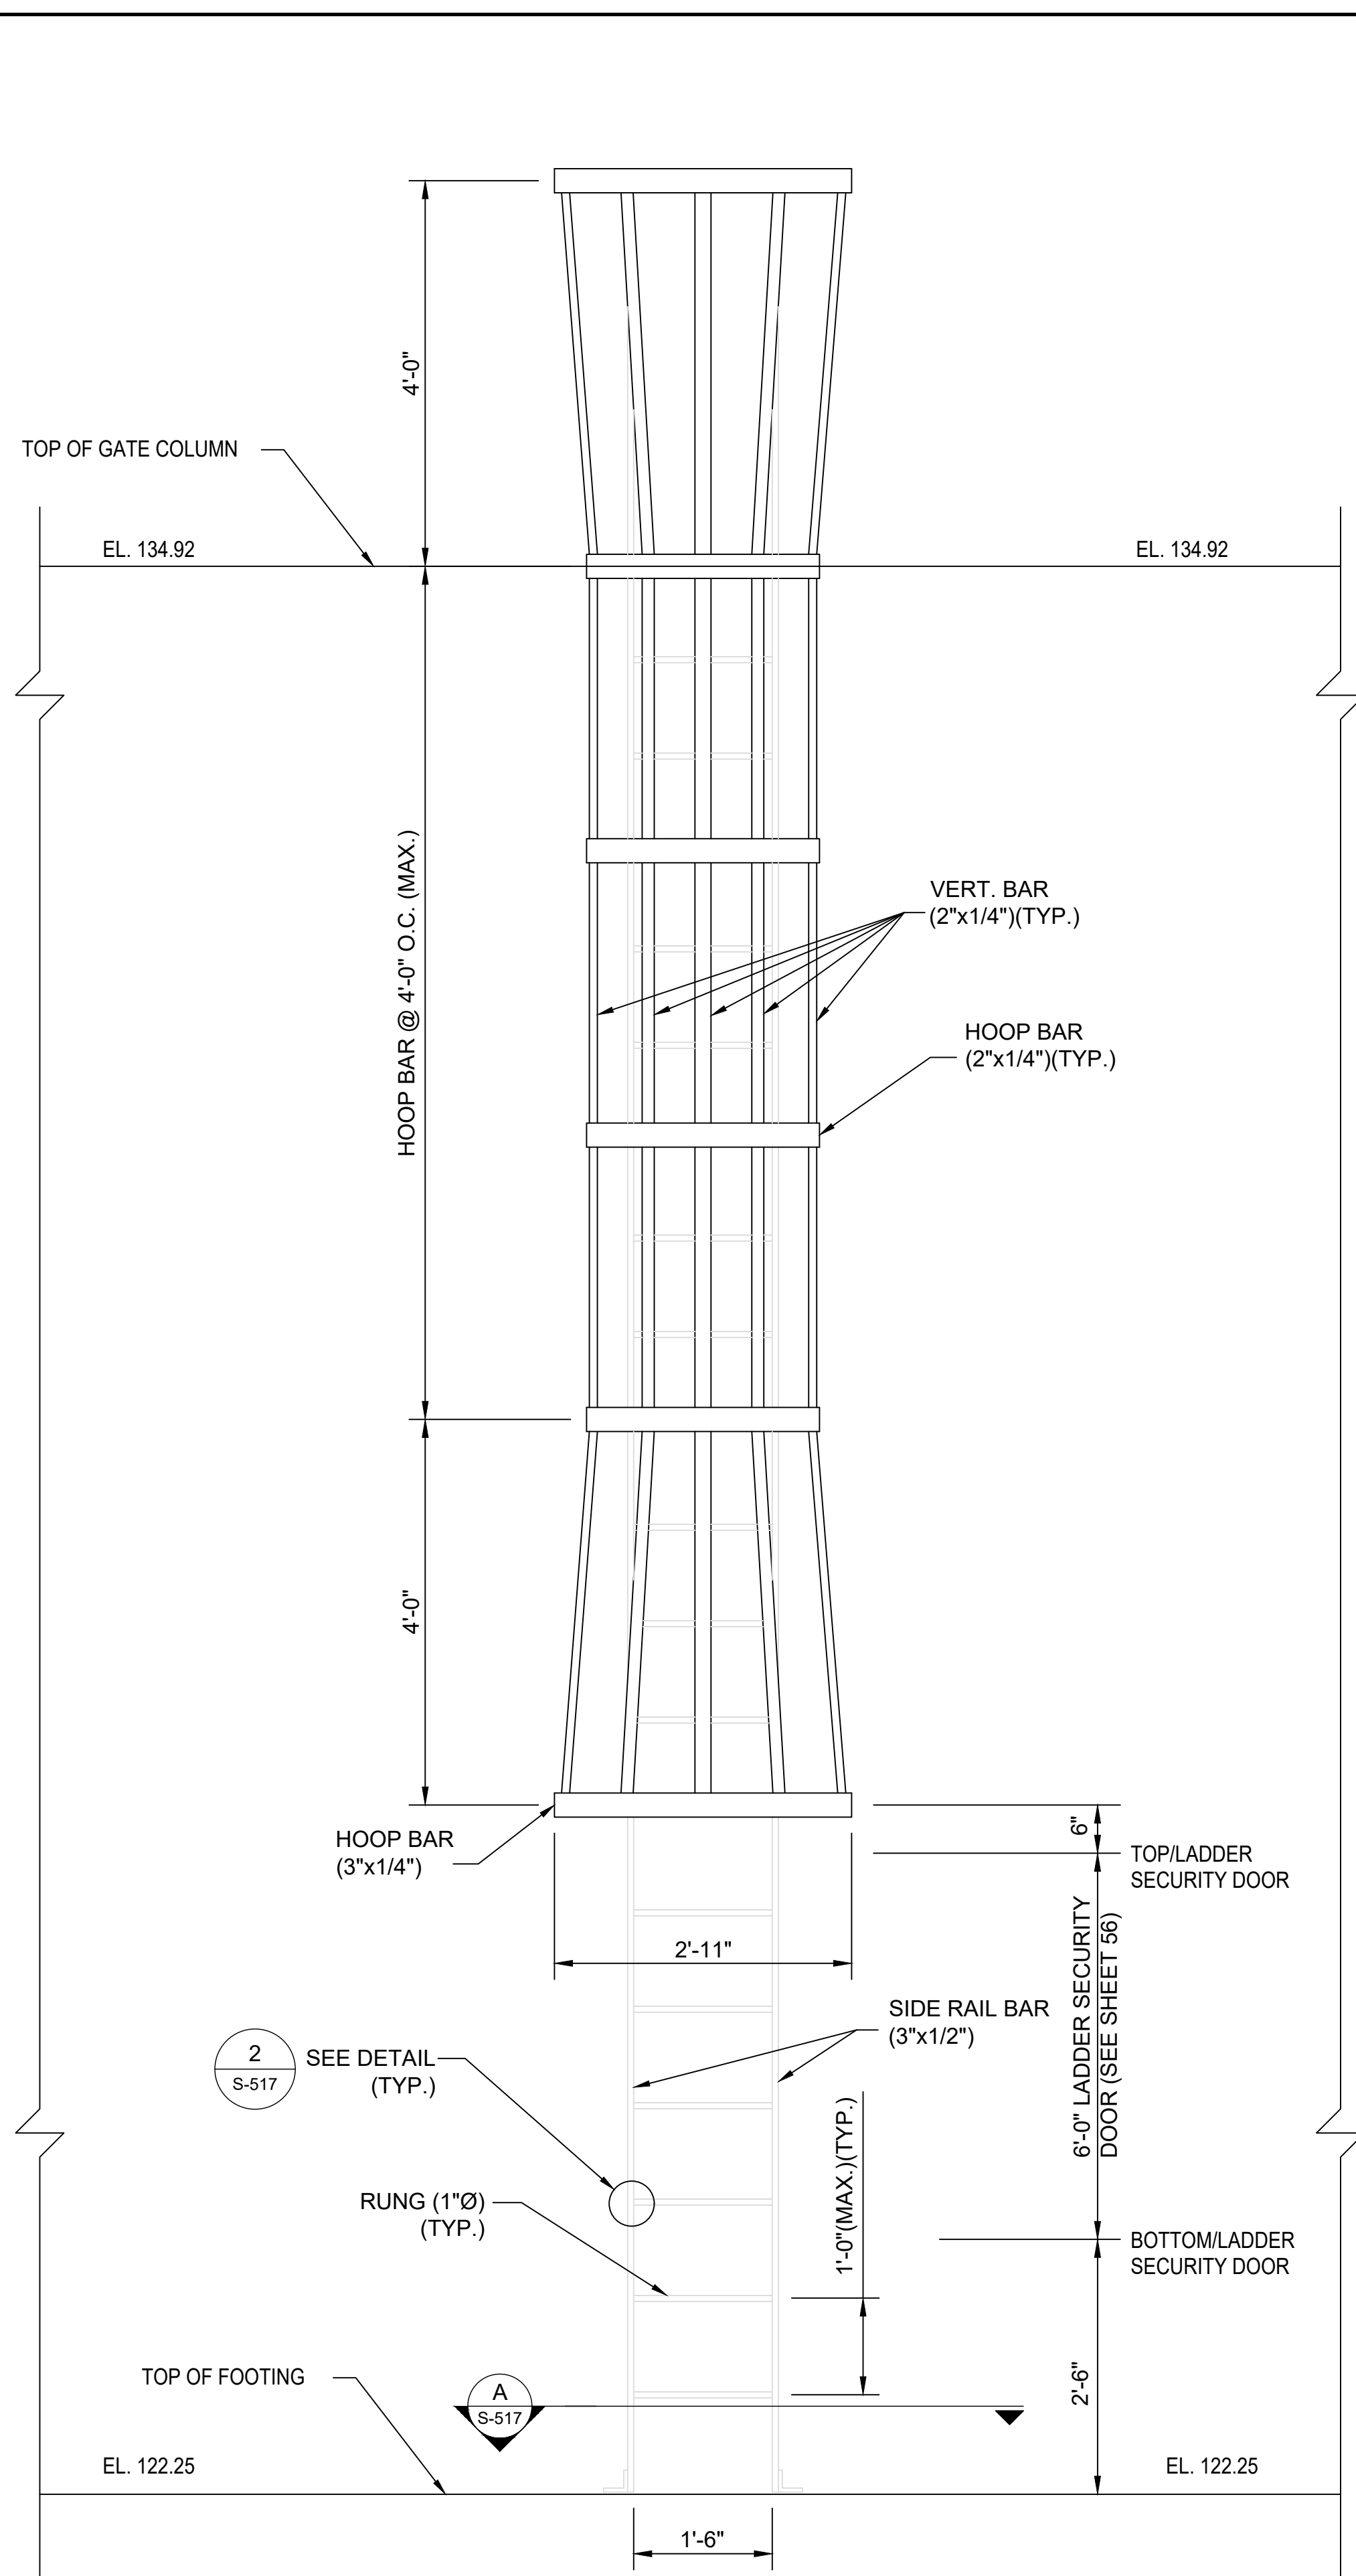 4'-0"
TOP OF GATE COLUMN
EL. 134.92
EL. 134.92
HOOP BAR @ 4'-0" O.C. (MAX.)
VERT. BAR
(2"x1/4")(TYP.)
HOOP BAR
(2"x1/4")(TYP.)
4'-0"
HOOP BAR
(3"x1/4")
6"
TOP/LADDER
SECURITY DOOR
2'-11"
6'-0" LADDER SECURITY
DOOR (SEE SHEET 56)
SIDE RAIL BAR
(3"x1/2")
2
S-517
SEE DETAIL
(TYP.)
1'-0"(MAX.)(TYP.)
RUNG (1"Ø)
(TYP.)
BOTTOM/LADDER
SECURITY DOOR
TOP OF FOOTING
A
S-517
2'-6"
EL. 122.25
EL. 122.25
1'-6"